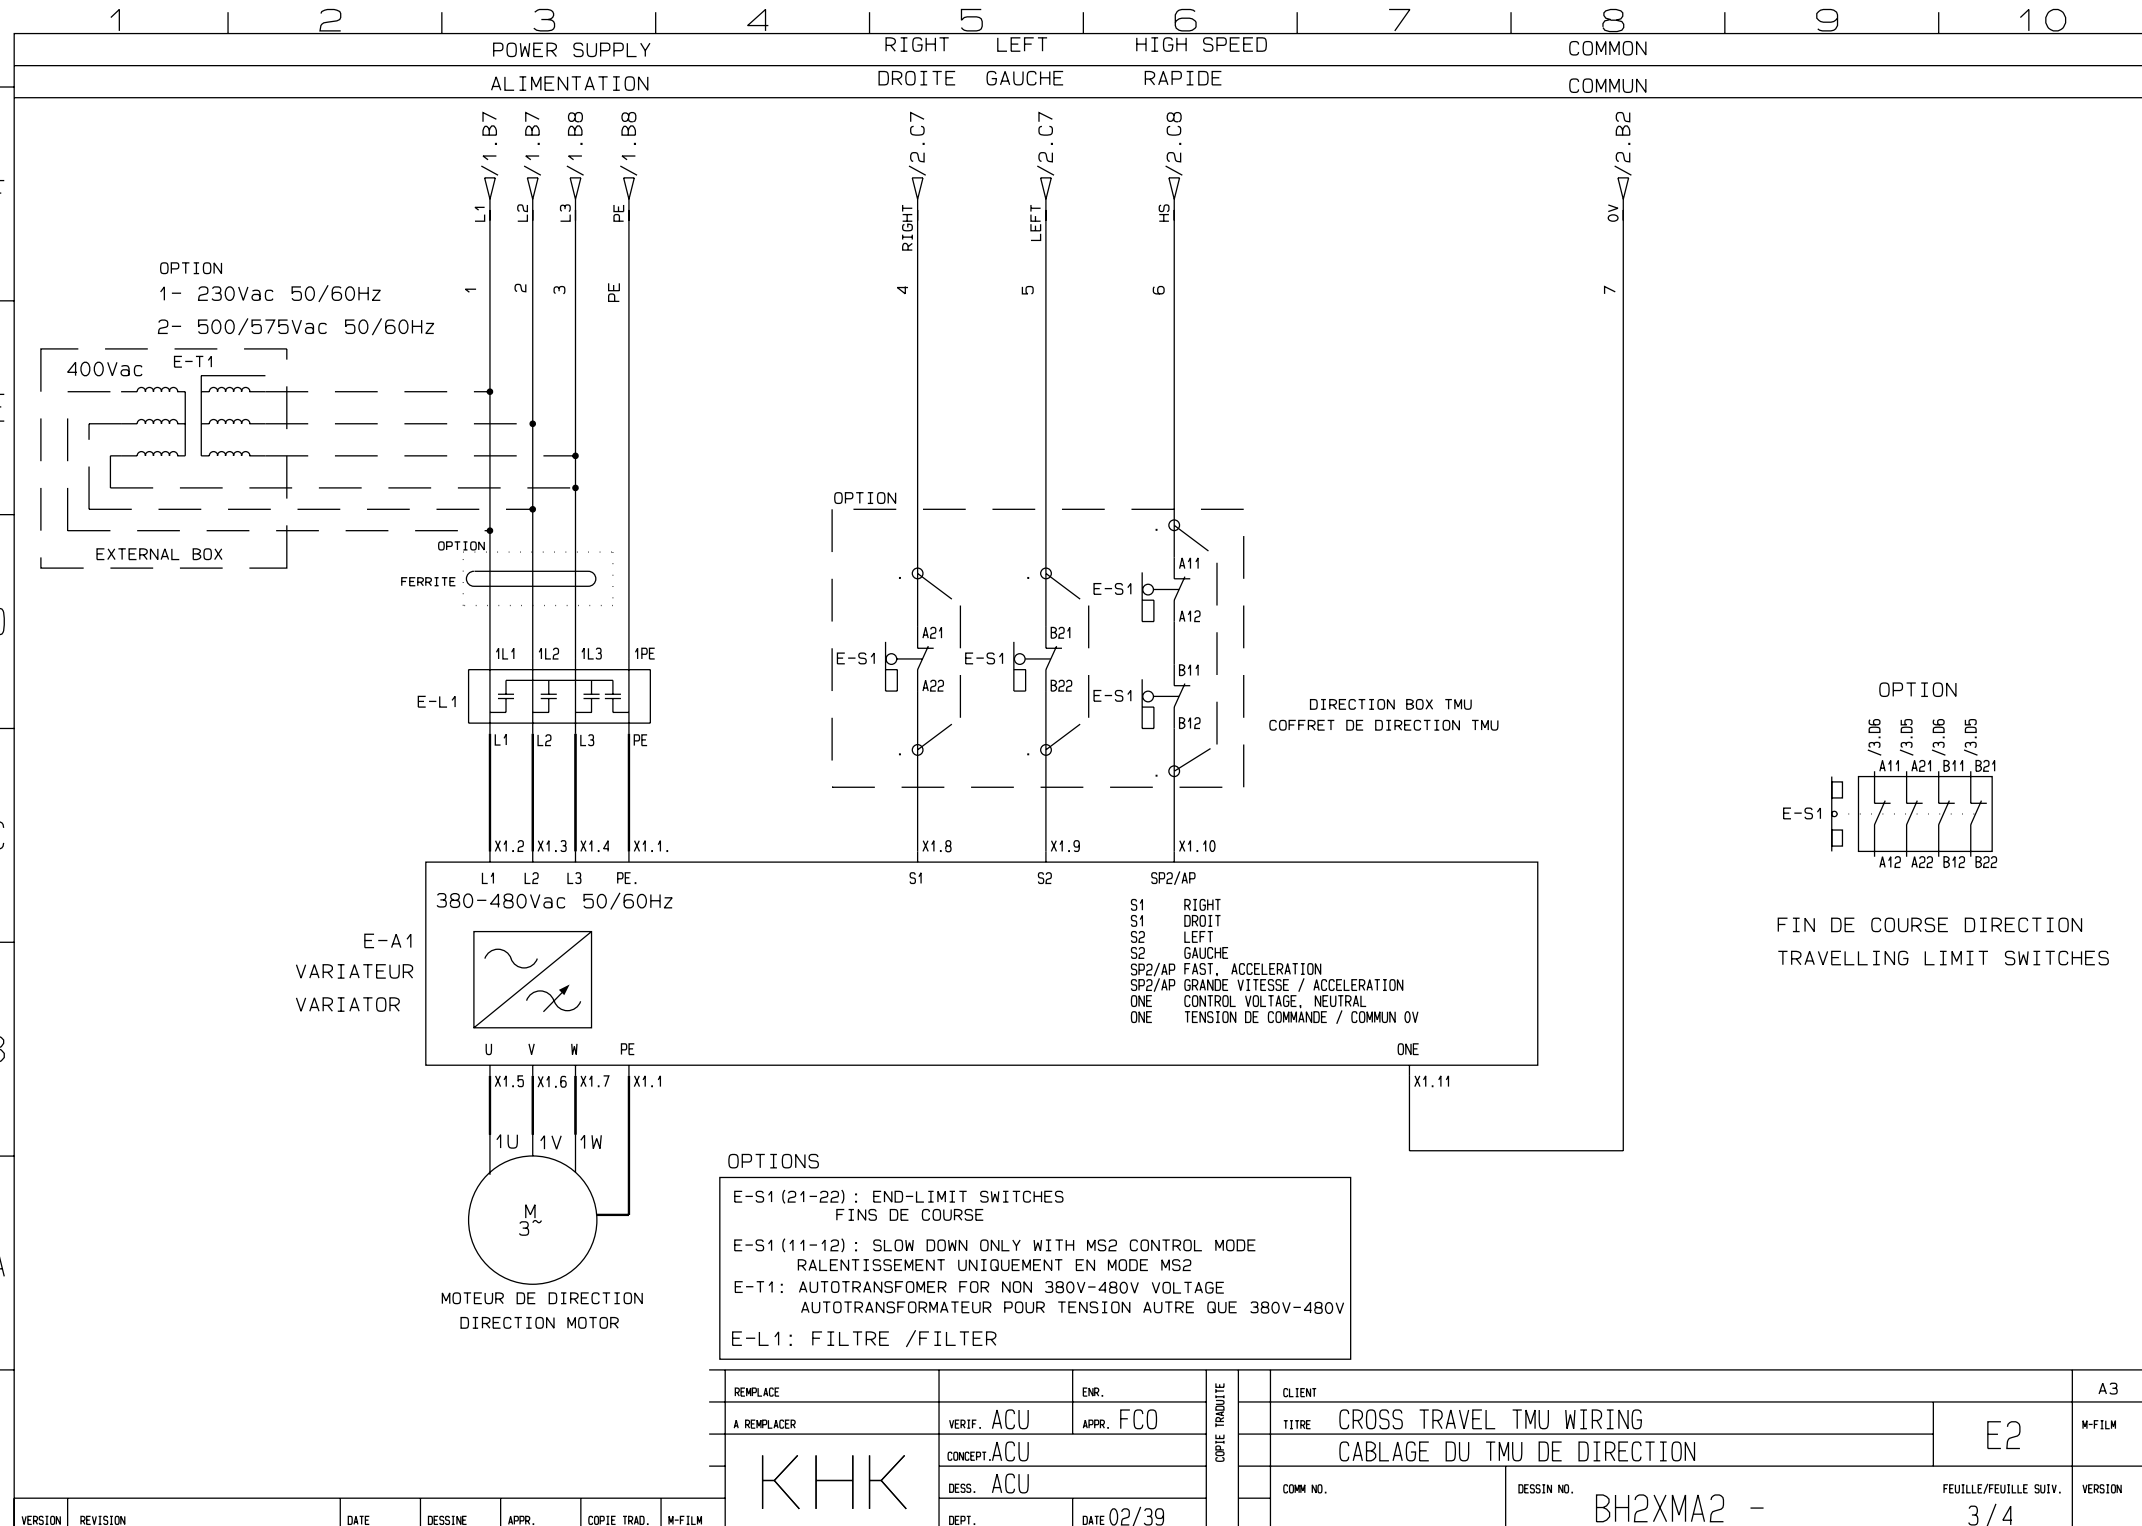 1 2 3 4 5 6 7 8 9 10
POWER SUPPLY RIGHT LEFT HIGH SPEED COMMON
ALIMENTATION DROITE GAUCHE RAPIDE COMMUN
/1.B7 /1.B7 /1.B8 /1.B8 /2.C7 /2.C7 /2.C8 /2.B2
L1 L2 L3 PE RIGHT LEFT HS 0V
1 2 3 PE 4 5 6 7
OPTION
1- 230Vac 50/60Hz
2- 500/575Vac 50/60Hz
400Vac E-T1
EXTERNAL BOX
OPTION
FERRITE
OPTION
A11
E-S1
A12
A21 B21
E-S1 E-S1
A22 B22
B11
E-S1
B12
1L1 1L2 1L3 1PE
E-L1
L1 L2 L3 PE
DIRECTION BOX TMU
COFFRET DE DIRECTION TMU
OPTION
/3.D6 /3.D5 /3.D6 /3.D5
A11 A21 B11 B21
E-S1
A12 A22 B12 B22
FIN DE COURSE DIRECTION
TRAVELLING LIMIT SWITCHES
X1.2 X1.3 X1.4 X1.1. X1.8 X1.9 X1.10
L1 L2 L3 PE. S1 S2 SP2/AP
380-480Vac 50/60Hz
E-A1
VARIATEUR
VARIATOR
S1 RIGHT
S1 DROIT
S2 LEFT
S2 GAUCHE
SP2/AP FAST, ACCELERATION
SP2/AP GRANDE VITESSE / ACCELERATION
ONE CONTROL VOLTAGE, NEUTRAL
ONE TENSION DE COMMANDE / COMMUN 0V
U V W PE ONE
X1.5 X1.6 X1.7 X1.1 X1.11
1U 1V 1W
M
3~
MOTEUR DE DIRECTION
DIRECTION MOTOR
OPTIONS
E-S1(21-22): END-LIMIT SWITCHES
FINS DE COURSE
E-S1(11-12): SLOW DOWN ONLY WITH MS2 CONTROL MODE
RALENTISSEMENT UNIQUEMENT EN MODE MS2
E-T1: AUTOTRANSFOMER FOR NON 380V-480V VOLTAGE
AUTOTRANSFORMATEUR POUR TENSION AUTRE QUE 380V-480V
E-L1: FILTRE /FILTER
REMPLACE ENR. COPIE TRADUITE CLIENT A3
A REMPLACER VERIF. ACU APPR. FCO TITRE CROSS TRAVEL TMU WIRING E2 M-FILM
KHK CONCEPT. ACU CABLAGE DU TMU DE DIRECTION
DESS. ACU COMM NO. DESSIN NO. BH2XMA2 - FEUILLE/FEUILLE SUIV. 3/4 VERSION
VERSION REVISION DATE DESSINE APPR. COPIE TRAD. M-FILM DEPT. DATE 02/39